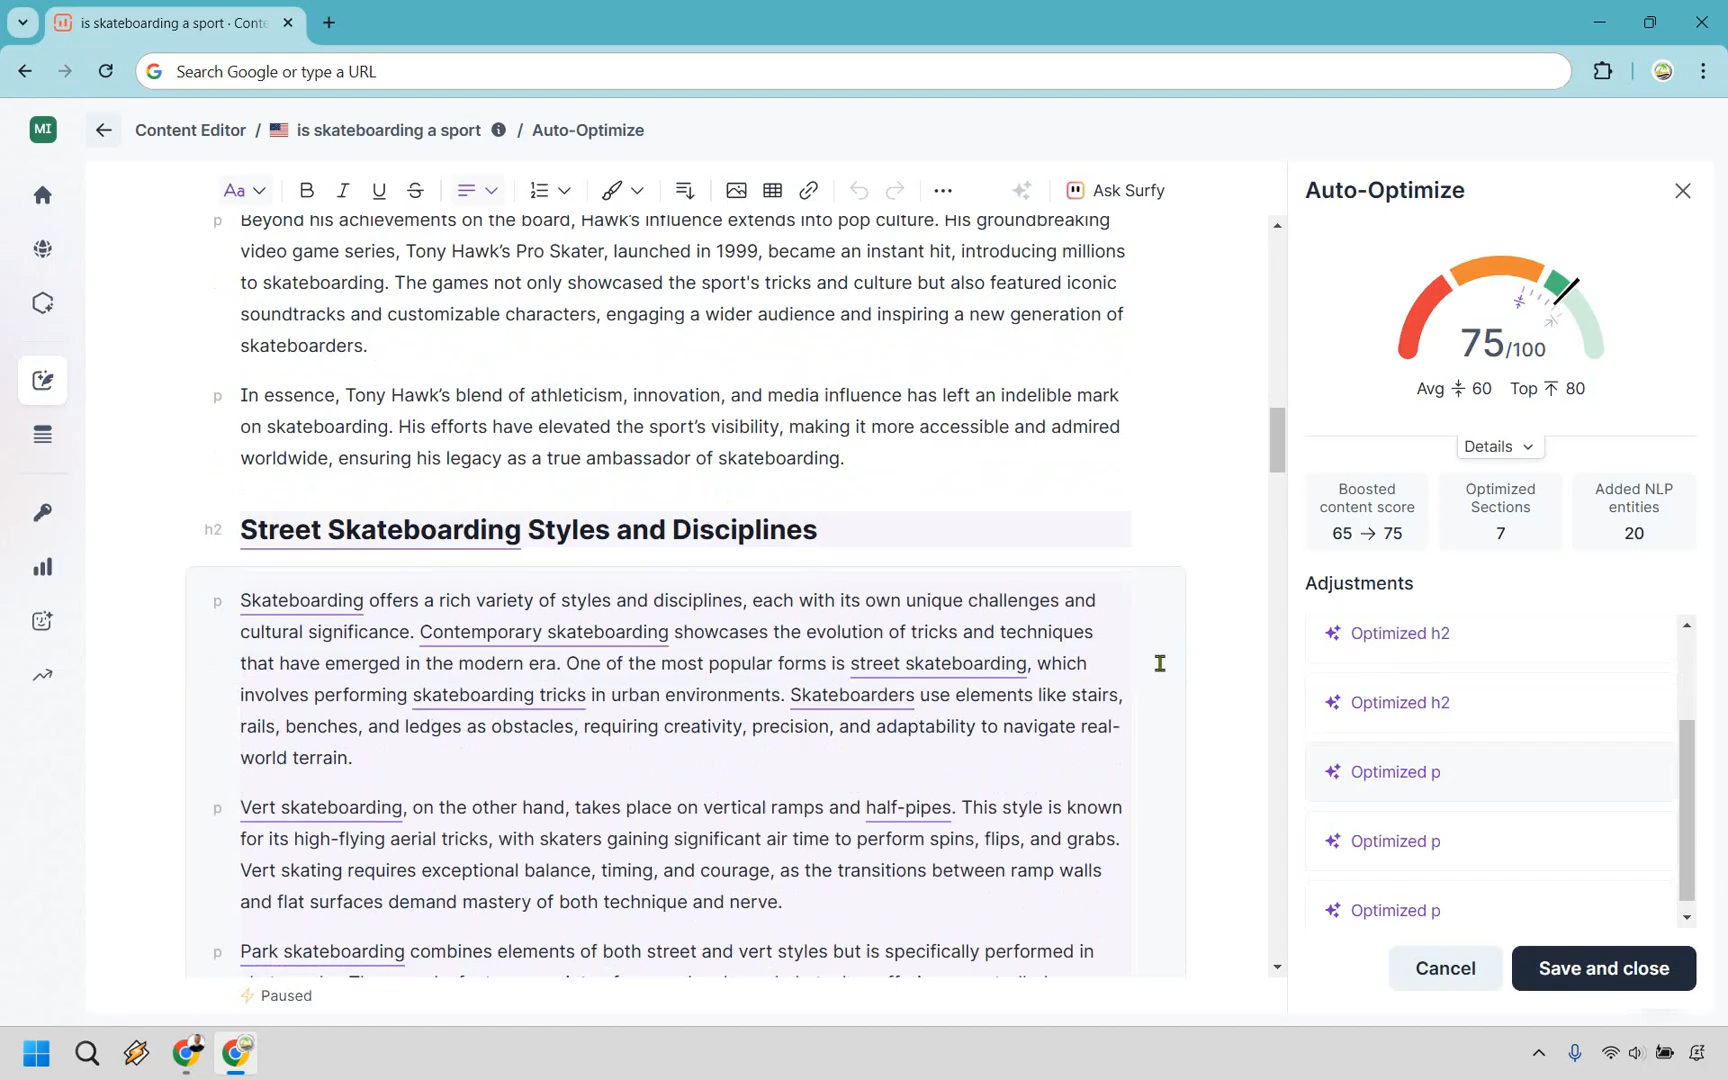 is skateboarding a sport · Conte
Search Google or type a URL
MI
Content Editor / is skateboarding a sport / Auto-Optimize
Aa
B I U S
Ask Surfy
p
Beyond his achievements on the board, Hawk's influence extends into pop culture. His groundbreaking
video game series, Tony Hawk's Pro Skater, launched in 1999, became an instant hit, introducing millions
to skateboarding. The games not only showcased the sport's tricks and culture but also featured iconic
soundtracks and customizable characters, engaging a wider audience and inspiring a new generation of
skateboarders.
p
In essence, Tony Hawk's blend of athleticism, innovation, and media influence has left an indelible mark
on skateboarding. His efforts have elevated the sport's visibility, making it more accessible and admired
worldwide, ensuring his legacy as a true ambassador of skateboarding.
h2
Street Skateboarding Styles and Disciplines
p
Skateboarding offers a rich variety of styles and disciplines, each with its own unique challenges and
cultural significance. Contemporary skateboarding showcases the evolution of tricks and techniques
that have emerged in the modern era. One of the most popular forms is street skateboarding, which
involves performing skateboarding tricks in urban environments. Skateboarders use elements like stairs,
rails, benches, and ledges as obstacles, requiring creativity, precision, and adaptability to navigate real-
world terrain.
p
Vert skateboarding, on the other hand, takes place on vertical ramps and half-pipes. This style is known
for its high-flying aerial tricks, with skaters gaining significant air time to perform spins, flips, and grabs.
Vert skating requires exceptional balance, timing, and courage, as the transitions between ramp walls
and flat surfaces demand mastery of both technique and nerve.
p
Park skateboarding combines elements of both street and vert styles but is specifically performed in
Paused
Auto-Optimize
75/100
Avg 60 Top 80
Details
Boosted
content score
65 → 75
Optimized
Sections
7
Added NLP
entities
20
Adjustments
Optimized h2
Optimized h2
Optimized p
Optimized p
Optimized p
Cancel
Save and close